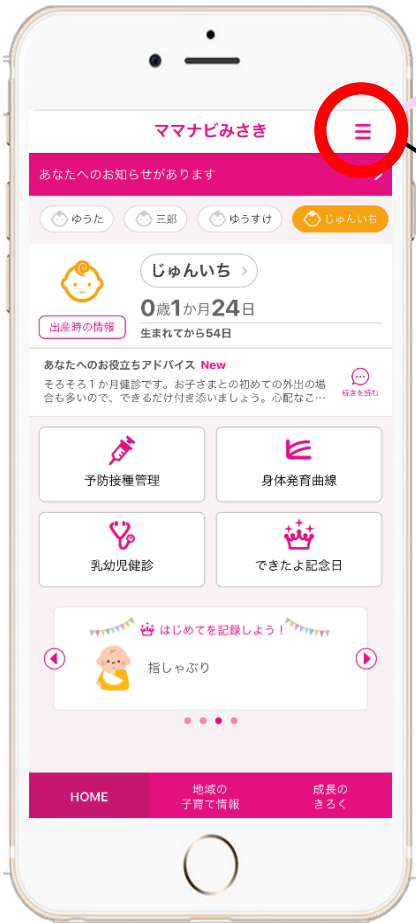 ママナビみさき
あなたへのお知らせがあります
ゆうた
三郎
ゆうすけ
じゅんいち
じゅんいち
0歳1か月24日
出産時の情報
生まれてから54日
あなたへのお役立ちアドバイス New
そろそろ1か月健診です。お子さまとの初めての外出の場
合も多いので、できるだけ付き添いましょう。心配なこ…
続きを読む
予防接種管理
身体発育曲線
乳幼児健診
できたよ記念日
はじめてを記録しよう!
指しゃぶり
HOME
地域の
子育て情報
成長の
きろく